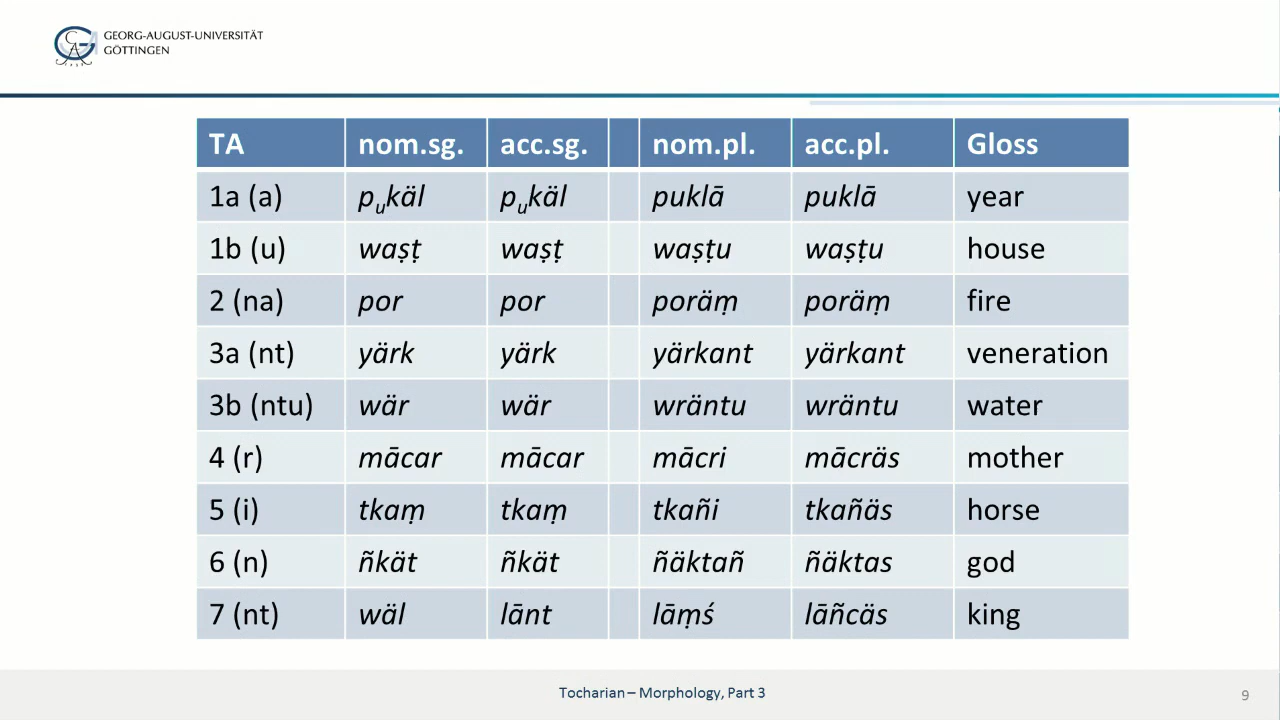 GEORG-AUGUST-UNIVERSITÄT
GÖTTINGEN
TA nom.sg. acc.sg. nom.pl. acc.pl. Gloss
1a (a) pᵤkäl pᵤkäl puklā puklā year
1b (u) waṣṭ waṣṭ waṣṭu waṣṭu house
2 (na) por por poräṃ poräṃ fire
3a (nt) yärk yärk yärkant yärkant veneration
3b (ntu) wär wär wräntu wräntu water
4 (r) mācar mācar mācri mācräs mother
5 (i) tkaṃ tkaṃ tkañi tkañäs horse
6 (n) ñkät ñkät ñäktañ ñäktas god
7 (nt) wäl lānt lāṃś lāñcäs king
Tocharian – Morphology, Part 3
9